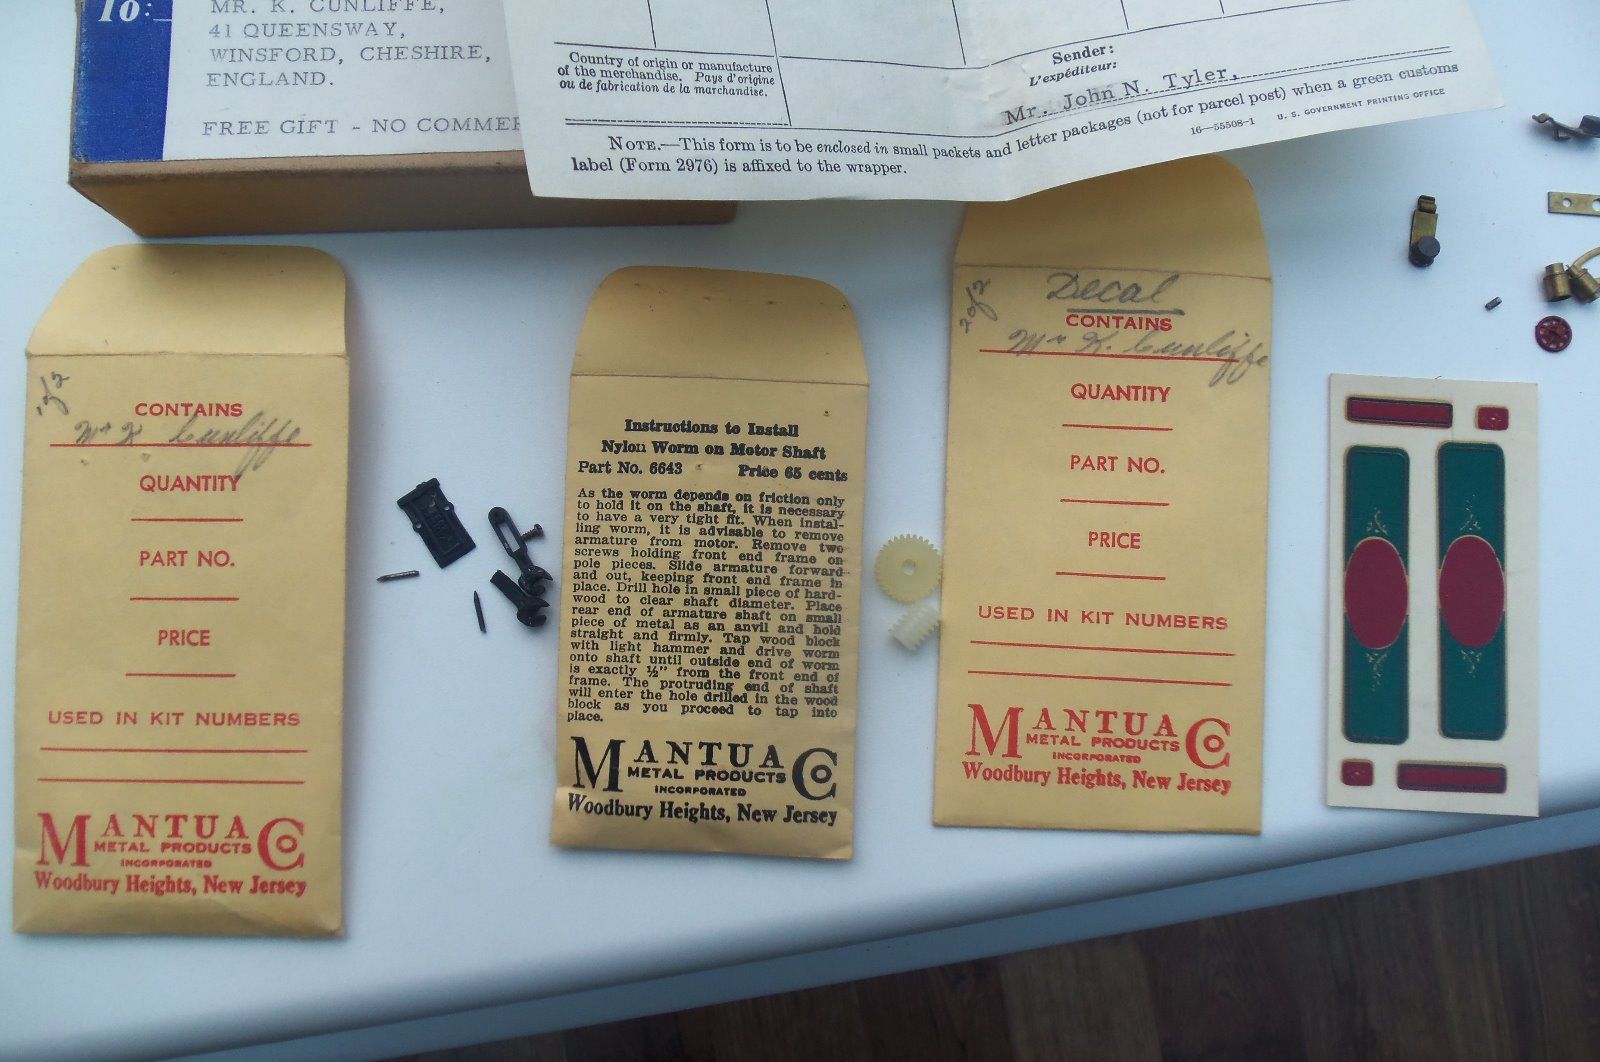 To:
MR. K. CUNLIFFE,
41 QUEENSWAY,
WINSFORD, CHESHIRE,
ENGLAND.
FREE GIFT - NO COMMER
Country of origin or manufacture
of the merchandise. Pays d'origine
ou de fabrication de la marchandise.
Sender:
L'expéditeur:
Mr. John N. Tyler,
NOTE.—This form is to be enclosed in small packets and letter packages (not for parcel post) when a green customs
label (Form 2976) is affixed to the wrapper.
16—55508-1 U. S. GOVERNMENT PRINTING OFFICE
1 of 2
CONTAINS
Mr K Cunliffe
QUANTITY
PART NO.
PRICE
USED IN KIT NUMBERS
MANTUA
METAL PRODUCTS Co
INCORPORATED
Woodbury Heights, New Jersey
Instructions to Install
Nylon Worm on Motor Shaft
Part No. 6643 Price 65 cents
As the worm depends on friction only
to hold it on the shaft, it is necessary
to have a very tight fit. When instal-
ling worm, it is advisable to remove
armature from motor. Remove two
screws holding front end frame on
pole pieces. Slide armature forward
and out, keeping front end frame in
place. Drill hole in small piece of hard-
wood to clear shaft diameter. Place
rear end of armature shaft on small
piece of metal as an anvil and hold
straight and firmly. Tap wood block
with light hammer and drive worm
onto shaft until outside end of worm
is exactly ½" from the front end of
frame. The protruding end of shaft
will enter the hole drilled in the wood
block as you proceed to tap into
place.
MANTUA
METAL PRODUCTS Co
INCORPORATED
Woodbury Heights, New Jersey
2 of 2
Decal
CONTAINS
Mr K. Cunliffe
QUANTITY
PART NO.
PRICE
USED IN KIT NUMBERS
MANTUA
METAL PRODUCTS Co
INCORPORATED
Woodbury Heights, New Jersey